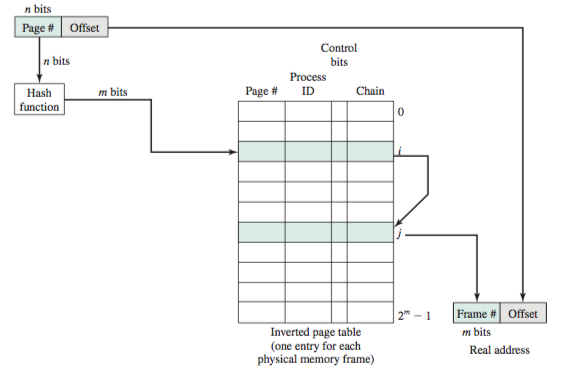 n bits
Page # Offset
n bits
Hash
function
m bits
Control
bits
Process
Page # ID Chain
0
i
j
2^m − 1
Frame # Offset
m bits
Real address
Inverted page table
(one entry for each
physical memory frame)